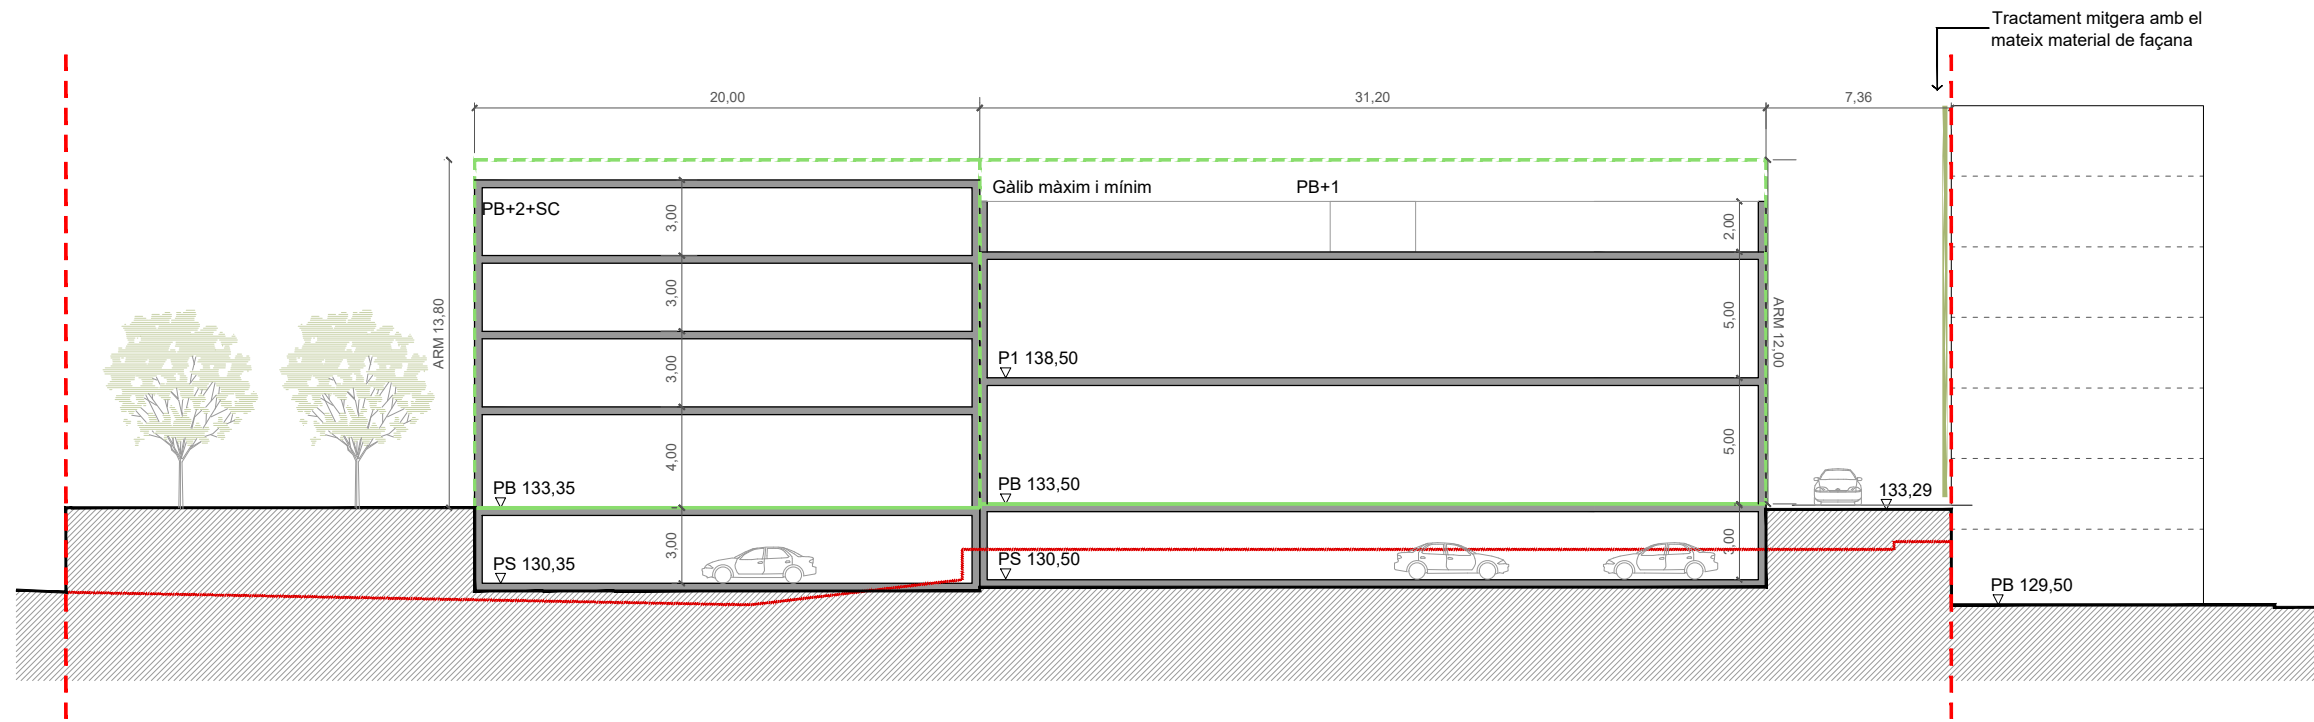 Tractament mitgera amb el
mateix material de façana
20,00
31,20
7,36
Gàlib màxim i mínim
PB+1
PB+2+SC
3,00
2,00
3,00
ARM 13,80
5,00
ARM 12,00
3,00
P1 138,50
4,00
5,00
PB 133,35
PB 133,50
133,29
3,00
3,00
PS 130,35
PS 130,50
PB 129,50